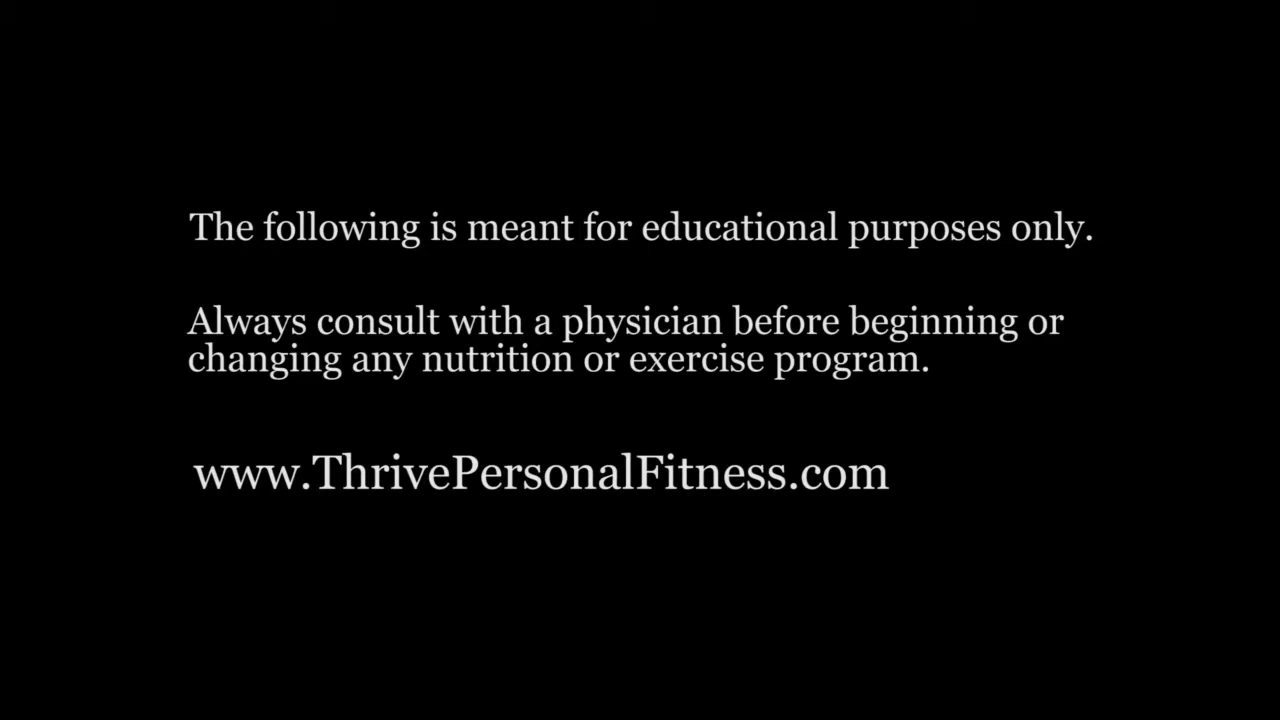 The following is meant for educational purposes only.
Always consult with a physician before beginning or
changing any nutrition or exercise program.
www.ThrivePersonalFitness.com